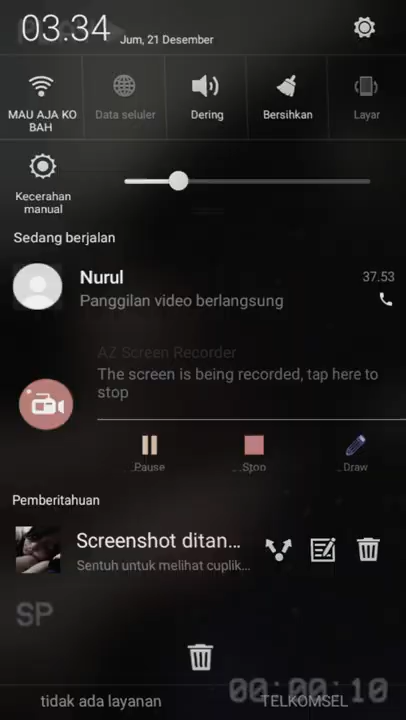 03.34 Jum, 21 Desember
MAU AJA KO
BAH
Data seluler
Dering
Bersihkan
Layar
Kecerahan
manual
Sedang berjalan
Nurul
37.53
Panggilan video berlangsung
AZ Screen Recorder
The screen is being recorded, tap here to
stop
Pause
Stop
Draw
Pemberitahuan
Screenshot ditan...
Sentuh untuk melihat cuplik...
SP
00:00:10
tidak ada layanan
TELKOMSEL